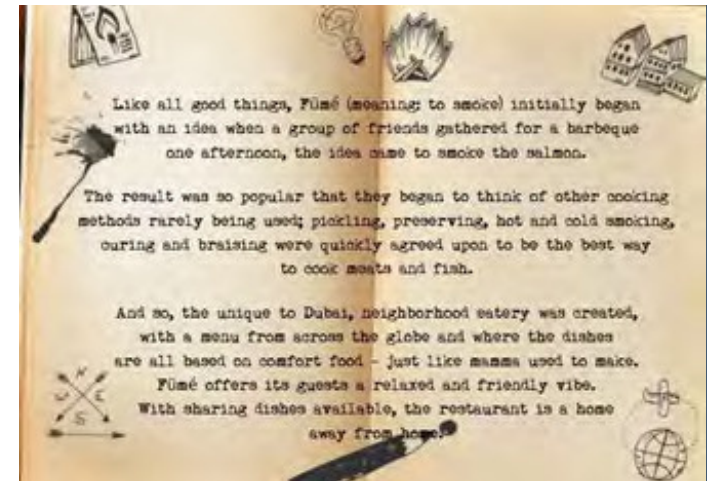 Like all good things, Fümé (meaning: to smoke) initially began
with an idea when a group of friends gathered for a barbeque
one afternoon, the idea came to smoke the salmon.
The result was so popular that they began to think of other cooking
methods rarely being used; pickling, preserving, hot and cold smoking,
curing and braising were quickly agreed upon to be the best way
to cook meats and fish.
And so, the unique to Dubai, neighborhood eatery was created,
with a menu from across the globe and where the dishes
are all based on comfort food - just like mamma used to make.
Fümé offers its guests a relaxed and friendly vibe.
With sharing dishes available, the restaurant is a home
away from home.
N
W E
S